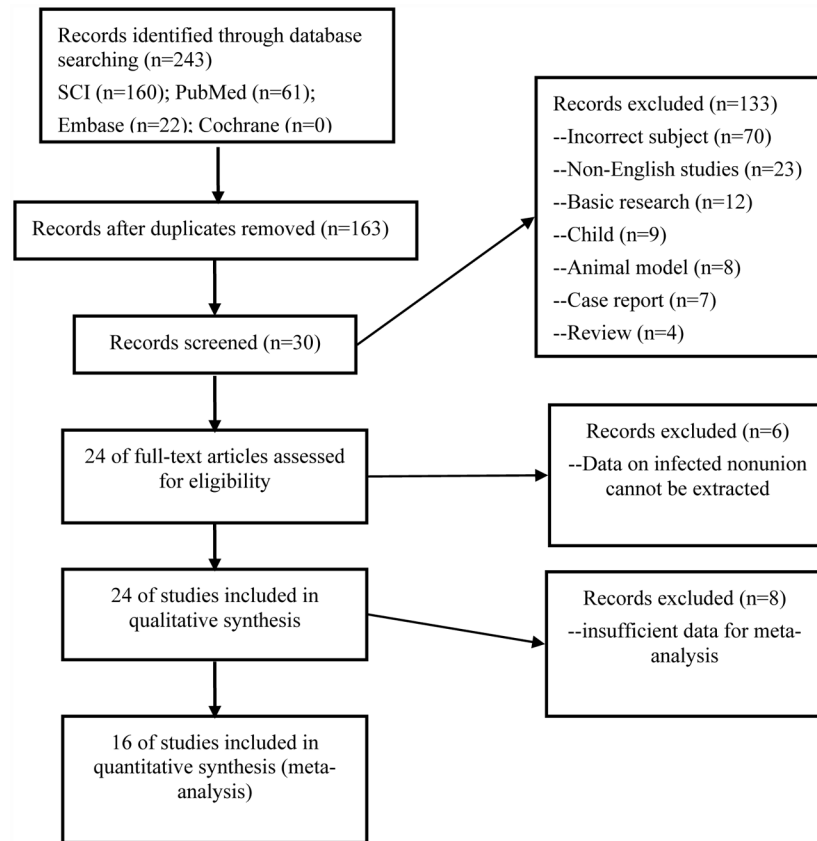 Records identified through database
searching (n=243)
SCI (n=160); PubMed (n=61);
Embase (n=22); Cochrane (n=0)
Records after duplicates removed (n=163)
Records screened (n=30)
Records excluded (n=133)
--Incorrect subject (n=70)
--Non-English studies (n=23)
--Basic research (n=12)
--Child (n=9)
--Animal model (n=8)
--Case report (n=7)
--Review (n=4)
24 of full-text articles assessed
for eligibility
Records excluded (n=6)
--Data on infected nonunion
cannot be extracted
24 of studies included in
qualitative synthesis
Records excluded (n=8)
--insufficient data for meta-
analysis
16 of studies included in
quantitative synthesis (meta-
analysis)